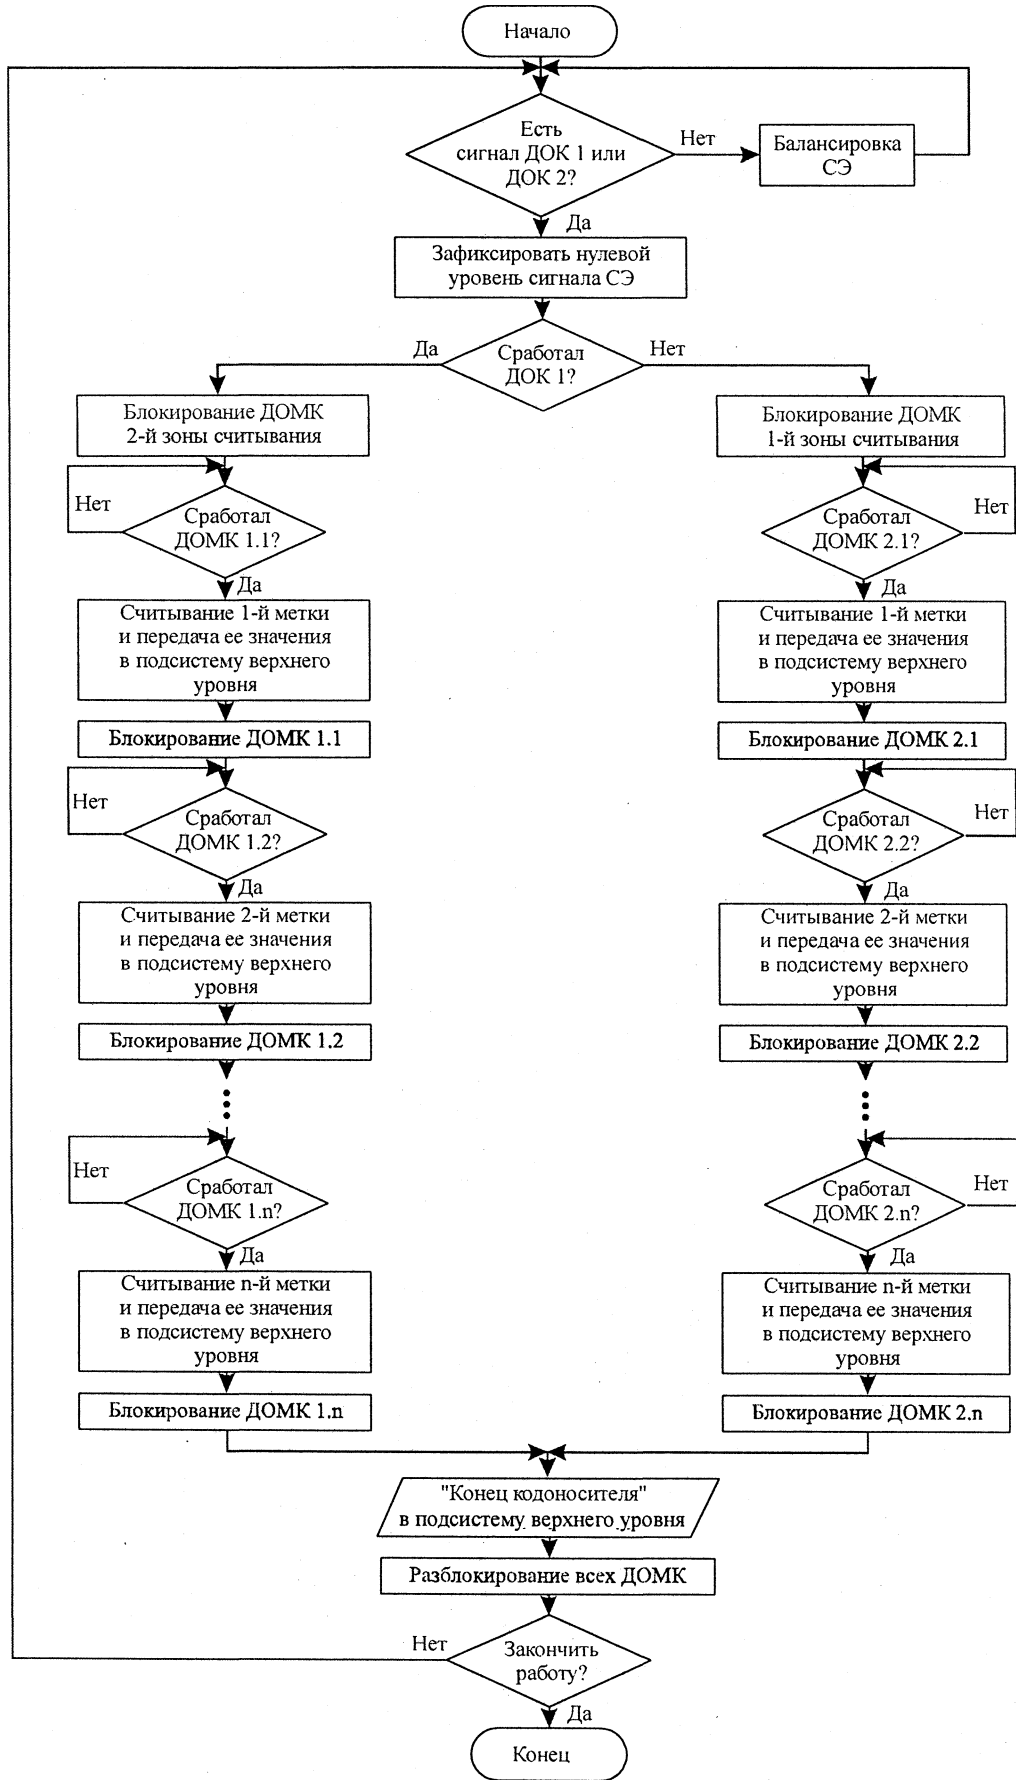 Начало
Есть
сигнал ДОК 1 или
ДОК 2?
Нет
Балансировка
СЭ
Да
Зафиксировать нулевой
уровень сигнала СЭ
Да
Сработал
ДОК 1?
Нет
Блокирование ДОМК
2-й зоны считывания
Нет
Сработал
ДОМК 1.1?
Да
Считывание 1-й метки
и передача ее значения
в подсистему верхнего
уровня
Блокирование ДОМК 1.1
Нет
Сработал
ДОМК 1.2?
Да
Считывание 2-й метки
и передача ее значения
в подсистему верхнего
уровня
Блокирование ДОМК 1.2
Нет
Сработал
ДОМК 1.n?
Да
Считывание n-й метки
и передача ее значения
в подсистему верхнего
уровня
Блокирование ДОМК 1.n
Блокирование ДОМК
1-й зоны считывания
Сработал
ДОМК 2.1?
Нет
Да
Считывание 1-й метки
и передача ее значения
в подсистему верхнего
уровня
Блокирование ДОМК 2.1
Сработал
ДОМК 2.2?
Нет
Да
Считывание 2-й метки
и передача ее значения
в подсистему верхнего
уровня
Блокирование ДОМК 2.2
Сработал
ДОМК 2.n?
Нет
Да
Считывание n-й метки
и передача ее значения
в подсистему верхнего
уровня
Блокирование ДОМК 2.n
"Конец кодоносителя"
в подсистему верхнего уровня
Разблокирование всех ДОМК
Нет
Закончить
работу?
Да
Конец